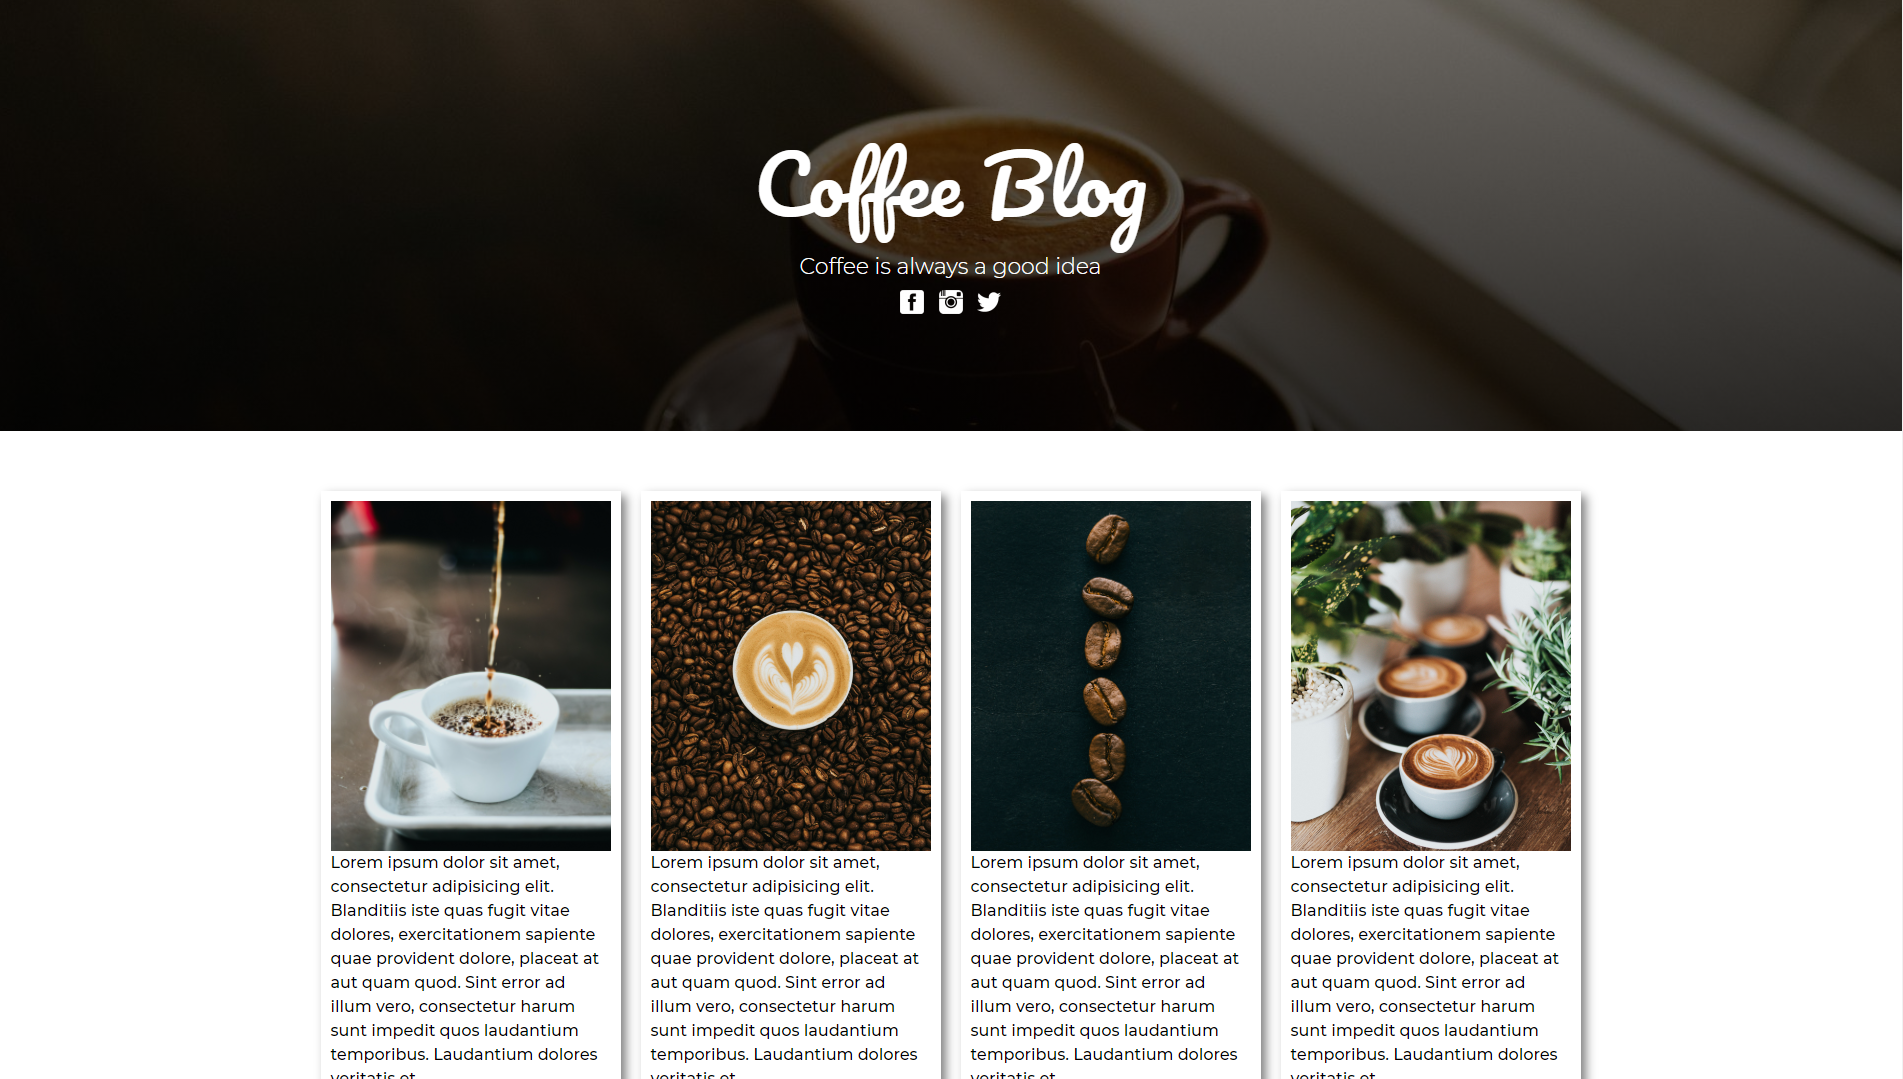 Coffee Blog
Coffee is always a good idea
Lorem ipsum dolor sit amet,
consectetur adipisicing elit.
Blanditiis iste quas fugit vitae
dolores, exercitationem sapiente
quae provident dolore, placeat at
aut quam quod. Sint error ad
illum vero, consectetur harum
sunt impedit quos laudantium
temporibus. Laudantium dolores
veritatis et
Lorem ipsum dolor sit amet,
consectetur adipisicing elit.
Blanditiis iste quas fugit vitae
dolores, exercitationem sapiente
quae provident dolore, placeat at
aut quam quod. Sint error ad
illum vero, consectetur harum
sunt impedit quos laudantium
temporibus. Laudantium dolores
veritatis et
Lorem ipsum dolor sit amet,
consectetur adipisicing elit.
Blanditiis iste quas fugit vitae
dolores, exercitationem sapiente
quae provident dolore, placeat at
aut quam quod. Sint error ad
illum vero, consectetur harum
sunt impedit quos laudantium
temporibus. Laudantium dolores
veritatis et
Lorem ipsum dolor sit amet,
consectetur adipisicing elit.
Blanditiis iste quas fugit vitae
dolores, exercitationem sapiente
quae provident dolore, placeat at
aut quam quod. Sint error ad
illum vero, consectetur harum
sunt impedit quos laudantium
temporibus. Laudantium dolores
veritatis et